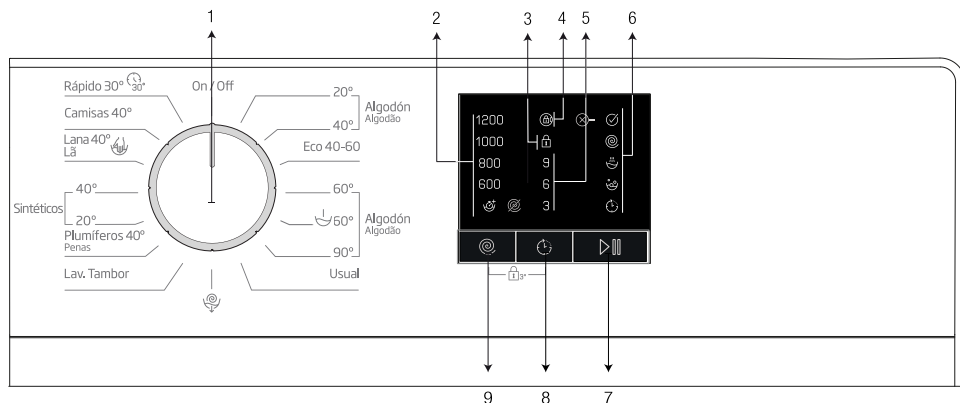 1
2
3
4
5
6
On / Off
Rápido 30°
30'
Camisas 40°
Lana 40°
Lã
Sintéticos
40°
20°
Plumíferos 40°
Penas
Lav. Tambor
20°
40°
Algodón
Algodão
Eco 40-60
60°
60°
90°
Algodón
Algodão
Usual
1200
1000
800
600
9
6
3
3"
9
8
7